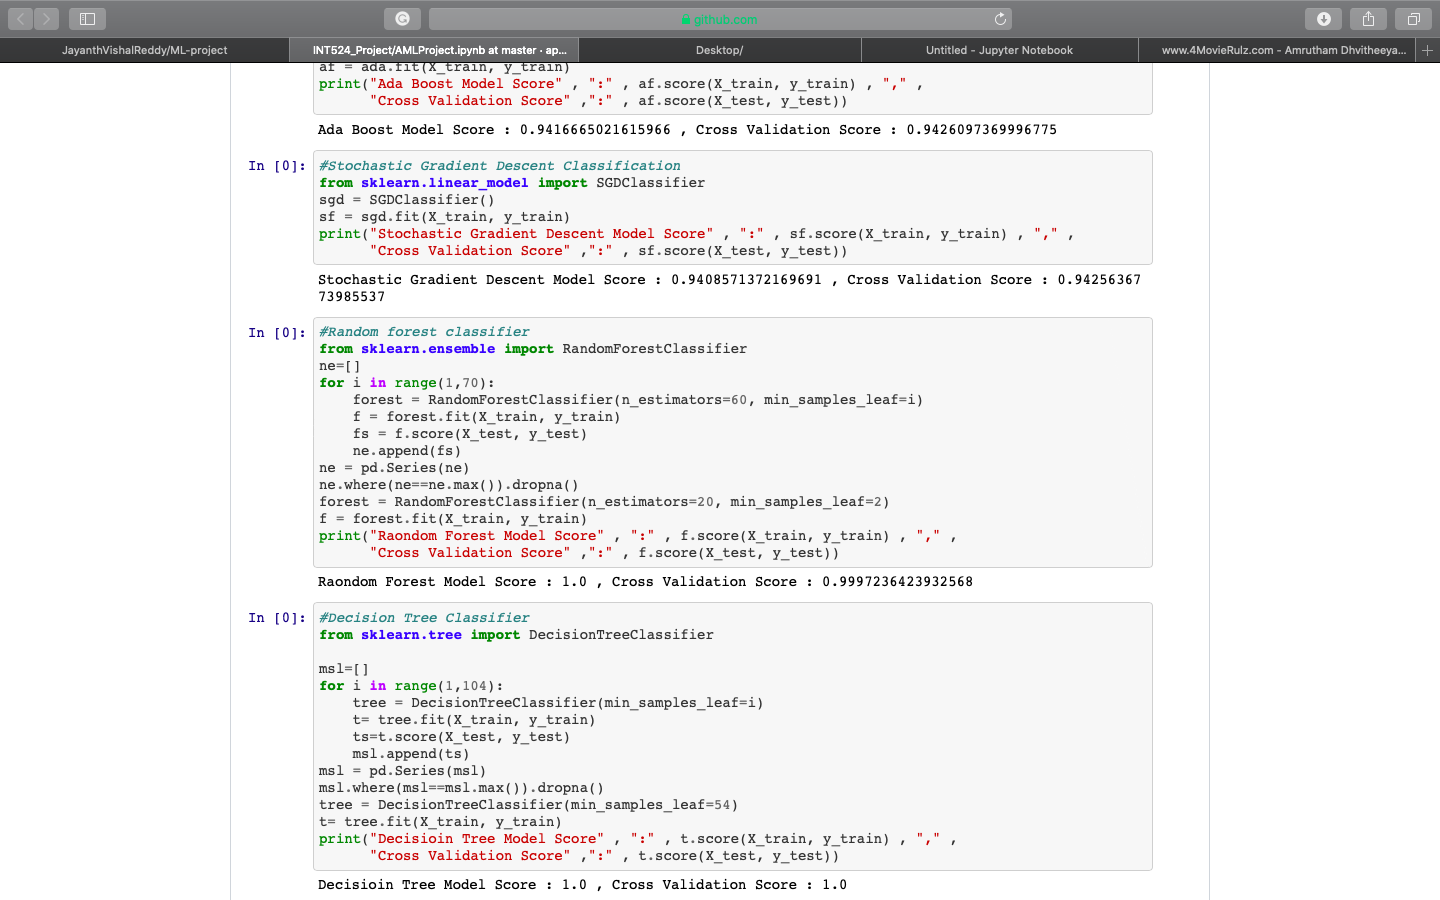 github.com
JayanthVishalReddy/ML-project
INT524_Project/AMLProject.ipynb at master · ap...
Desktop/
Untitled - Jupyter Notebook
www.4MovieRulz.com - Amrutham Dhvitheeya...
af = ada.fit(X_train, y_train)
print("Ada Boost Model Score" , ":" , af.score(X_train, y_train) , "," ,
"Cross Validation Score" ,":" , af.score(X_test, y_test))
Ada Boost Model Score : 0.9416665021615966 , Cross Validation Score : 0.9426097369996775
In [0]:
#Stochastic Gradient Descent Classification
from sklearn.linear_model import SGDClassifier
sgd = SGDClassifier()
sf = sgd.fit(X_train, y_train)
print("Stochastic Gradient Descent Model Score" , ":" , sf.score(X_train, y_train) , "," ,
"Cross Validation Score" ,":" , sf.score(X_test, y_test))
Stochastic Gradient Descent Model Score : 0.9408571372169691 , Cross Validation Score : 0.94256367
73985537
In [0]:
#Random forest classifier
from sklearn.ensemble import RandomForestClassifier
ne=[]
for i in range(1,70):
forest = RandomForestClassifier(n_estimators=60, min_samples_leaf=i)
f = forest.fit(X_train, y_train)
fs = f.score(X_test, y_test)
ne.append(fs)
ne = pd.Series(ne)
ne.where(ne==ne.max()).dropna()
forest = RandomForestClassifier(n_estimators=20, min_samples_leaf=2)
f = forest.fit(X_train, y_train)
print("Raondom Forest Model Score" , ":" , f.score(X_train, y_train) , "," ,
"Cross Validation Score" ,":" , f.score(X_test, y_test))
Raondom Forest Model Score : 1.0 , Cross Validation Score : 0.9997236423932568
In [0]:
#Decision Tree Classifier
from sklearn.tree import DecisionTreeClassifier
msl=[]
for i in range(1,104):
tree = DecisionTreeClassifier(min_samples_leaf=i)
t= tree.fit(X_train, y_train)
ts=t.score(X_test, y_test)
msl.append(ts)
msl = pd.Series(msl)
msl.where(msl==msl.max()).dropna()
tree = DecisionTreeClassifier(min_samples_leaf=54)
t= tree.fit(X_train, y_train)
print("Decisioin Tree Model Score" , ":" , t.score(X_train, y_train) , "," ,
"Cross Validation Score" ,":" , t.score(X_test, y_test))
Decisioin Tree Model Score : 1.0 , Cross Validation Score : 1.0